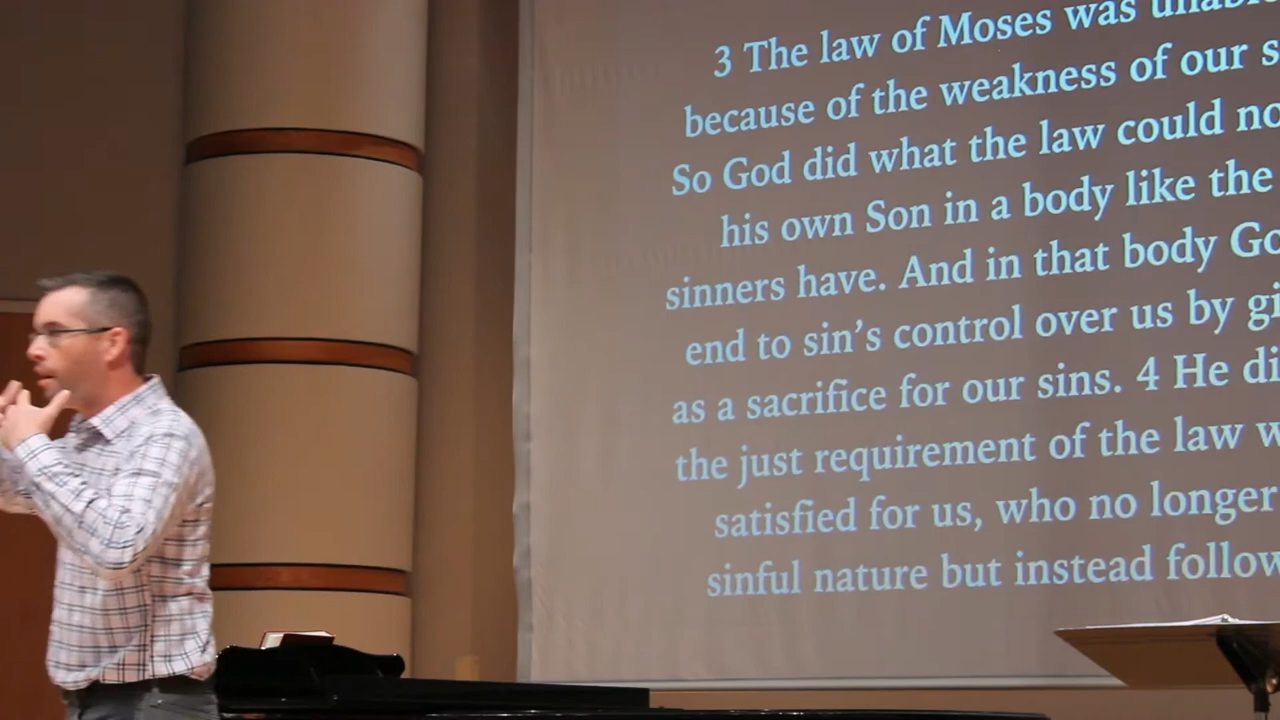 3 The law of Moses was
because of the weakness of our
So God did what the law could
his own Son in a body like the
sinners have. And in that body
end to sin’s control over us by
as a sacrifice for our sins. 4 He
the just requirement of the law
satisfied for us, who no longer
sinful nature but instead